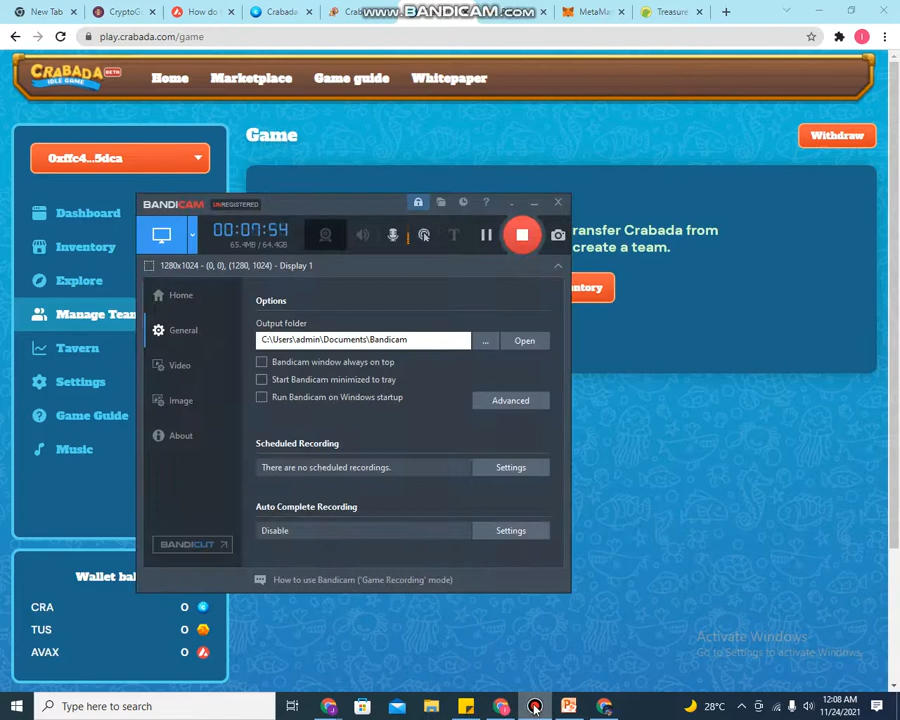 New Tab
CryptoG
How do
Crabada
Crab
WWW.BANDICAM.COM
MetaMa
Treasure
play.crabada.com/game
CRABADA BETA
IDLE GAME
Home
Marketplace
Game guide
Whitepaper
0xffc4...5dca
Game
Withdraw
Dashboard
Inventory
Explore
Manage Team
Tavern
Settings
Game Guide
Music
transfer Crabada from
create a team.
BANDICAM
UNREGISTERED
00:07:54
65.4MB / 64.4GB
1280x1024 - (0, 0), (1280, 1024) - Display 1
Home
General
Video
Image
About
BANDICUT
Options
Output folder
C:\Users\admin\Documents\Bandicam
...
Open
Bandicam window always on top
Start Bandicam minimized to tray
Run Bandicam on Windows startup
Advanced
Scheduled Recording
There are no scheduled recordings.
Settings
Auto Complete Recording
Disable
Settings
How to use Bandicam ('Game Recording' mode)
Wallet bal
CRA 0
TUS 0
AVAX 0
Activate Windows
Go to Settings to activate Windows.
Type here to search
28°C
12:08 AM
11/24/2021